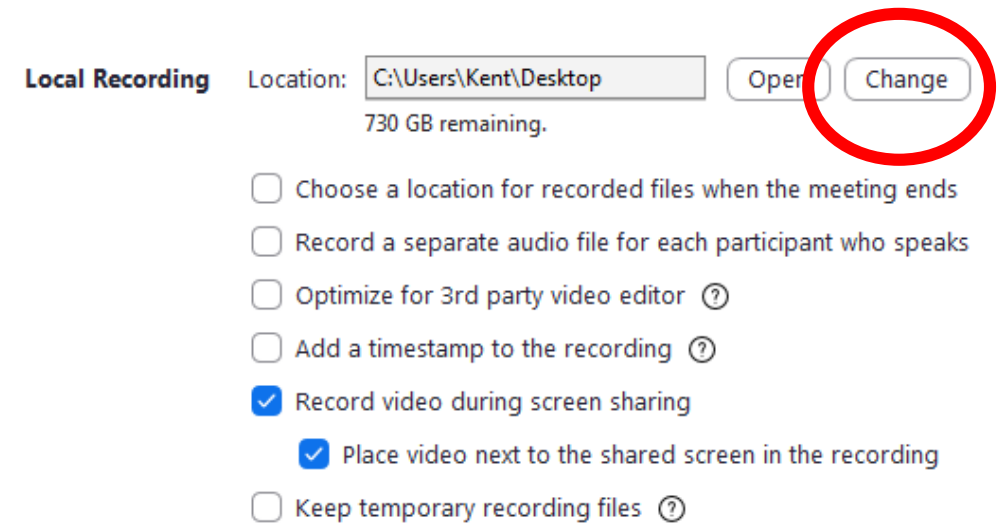 Local Recording Location: C:\Users\Kent\Desktop Open Change
730 GB remaining.
Choose a location for recorded files when the meeting ends
Record a separate audio file for each participant who speaks
Optimize for 3rd party video editor ?
Add a timestamp to the recording ?
Record video during screen sharing
Place video next to the shared screen in the recording
Keep temporary recording files ?